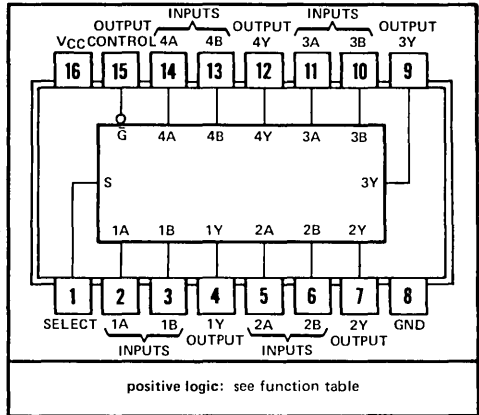 INPUTS INPUTS
OUTPUT OUTPUT OUTPUT
VCC CONTROL 4A 4B 4Y 3A 3B 3Y
16 15 14 13 12 11 10 9
G 4A 4B 4Y 3A 3B
S 3Y
1A 1B 1Y 2A 2B 2Y
1 2 3 4 5 6 7 8
SELECT 1A 1B 1Y 2A 2B 2Y GND
OUTPUT OUTPUT
INPUTS INPUTS
positive logic: see function table